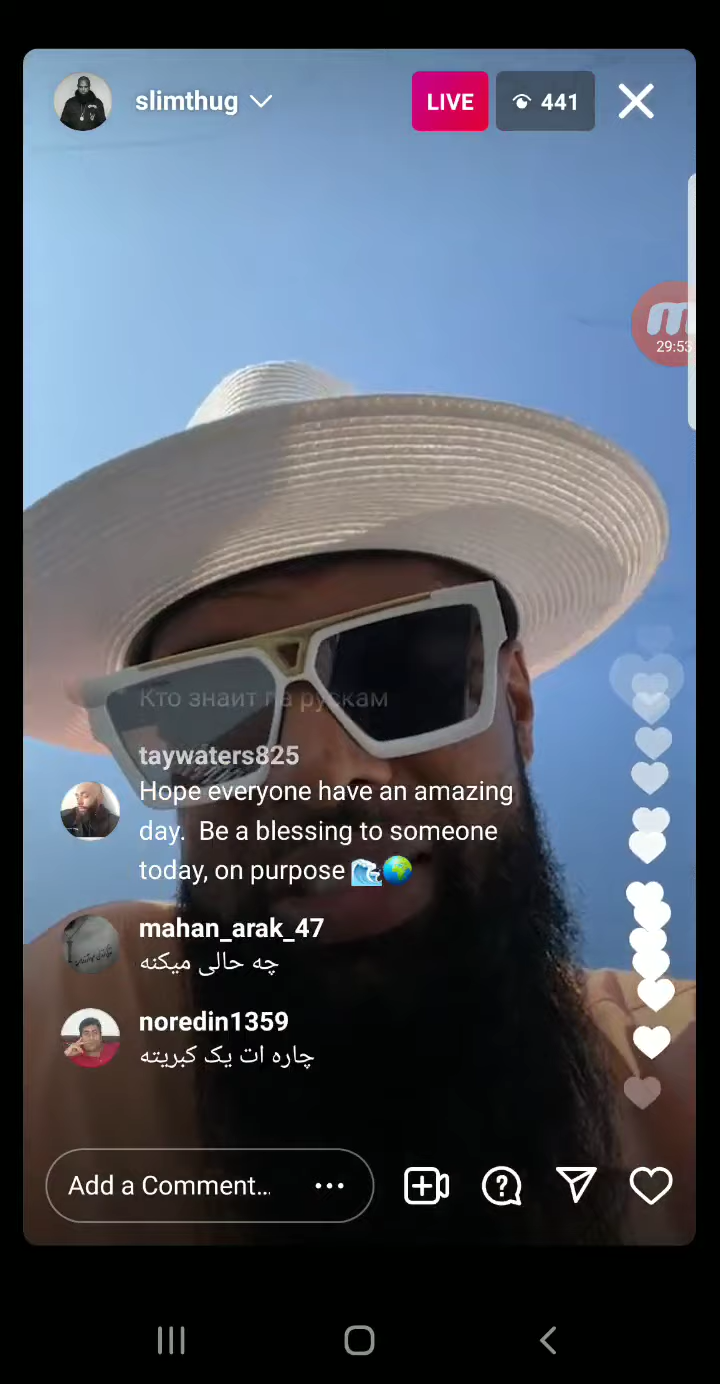 slimthug
LIVE
441
m
29:53
Кто знаит па рускам
taywaters825
Hope everyone have an amazing
day. Be a blessing to someone
today, on purpose 🌊🌍
mahan_arak_47
چه حالی میکنه
noredin1359
چاره ات یک کبریته
Add a Comment...